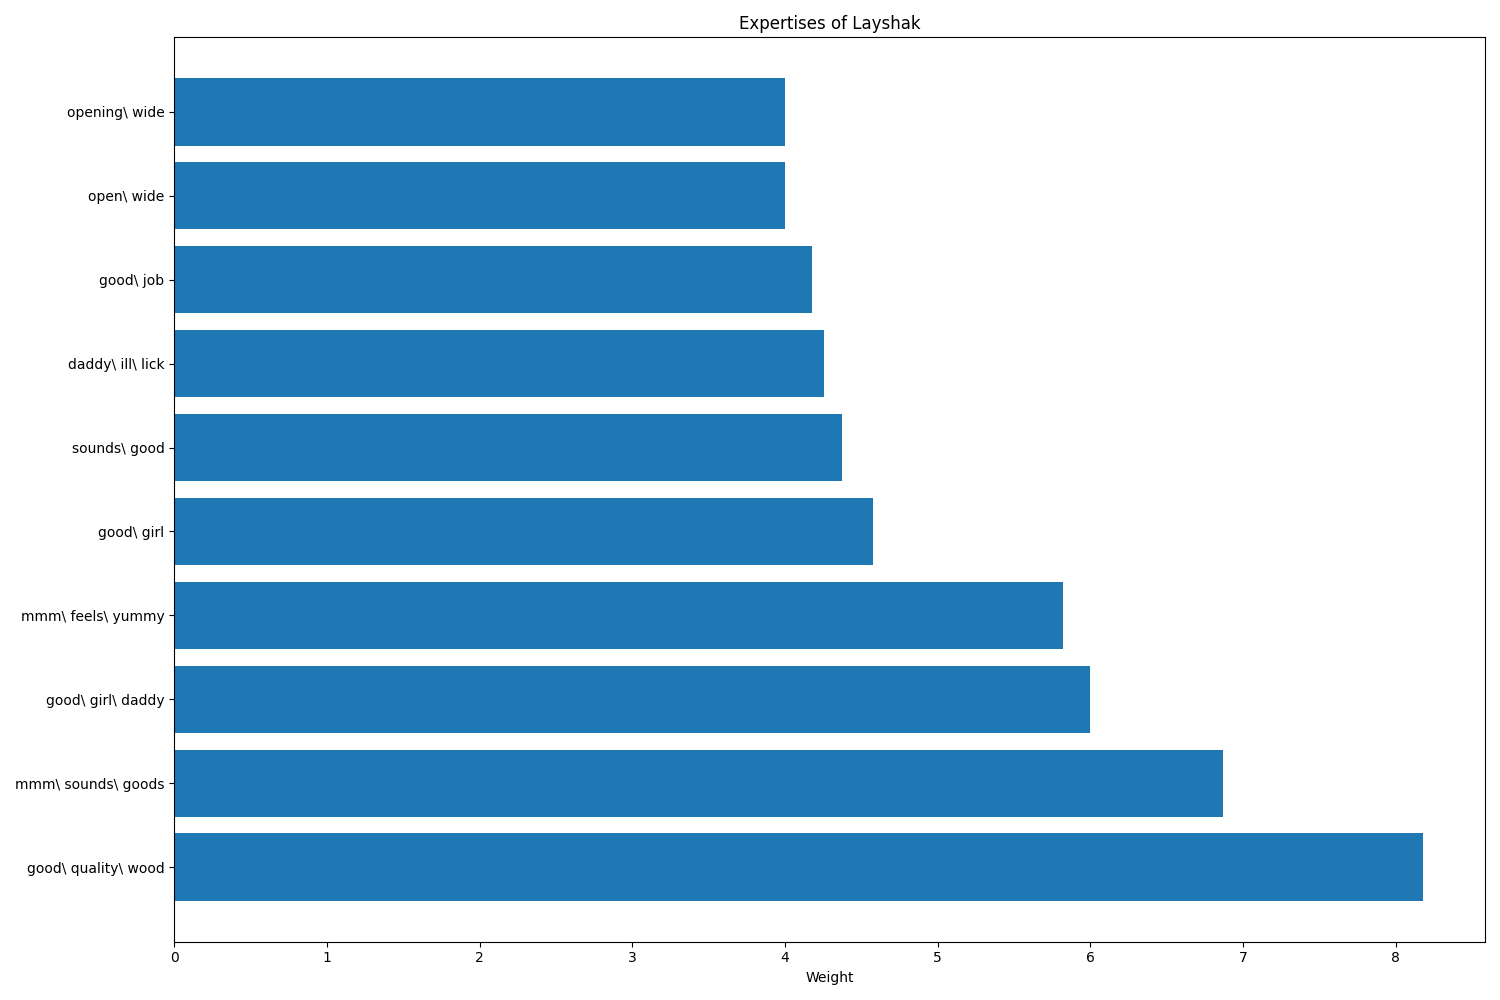 Expertises of Layshak
opening\ wide
open\ wide
good\ job
daddy\ ill\ lick
sounds\ good
good\ girl
mmm\ feels\ yummy
good\ girl\ daddy
mmm\ sounds\ goods
good\ quality\ wood
0 1 2 3 4 5 6 7 8
Weight